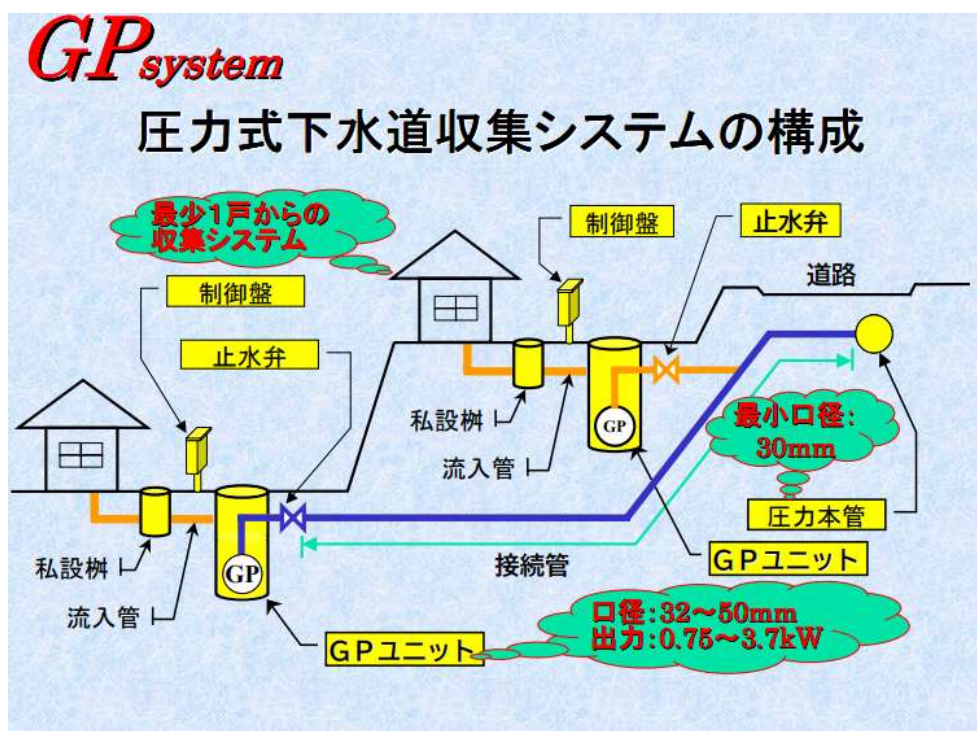 GPsystem
圧力式下水道収集システムの構成
最少1戸からの
収集システム
制御盤
止水弁
道路
制御盤
止水弁
私設桝
流入管
GP
最小口径:
30mm
圧力本管
GPユニット
接続管
私設桝
流入管
GP
GPユニット
口径:32～50mm
出力:0.75～3.7kW